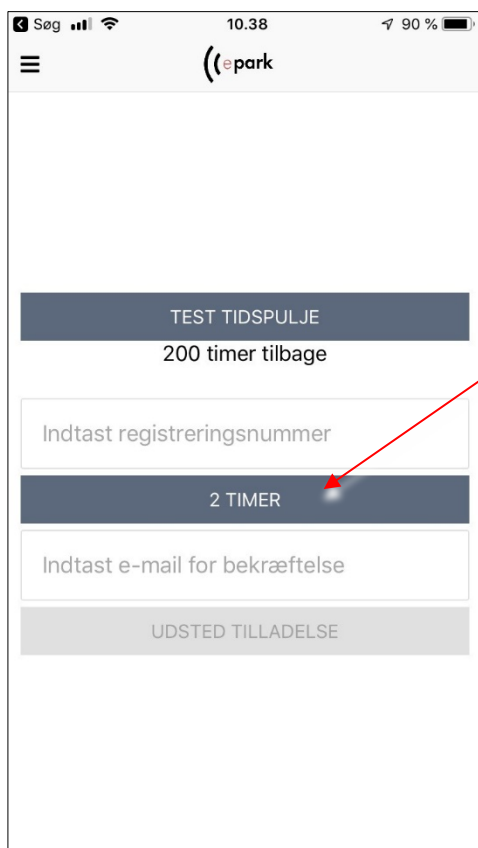 Søg 10.38 90 %
epark
TEST TIDSPULJE
200 timer tilbage
Indtast registreringsnummer
2 TIMER
Indtast e-mail for bekræftelse
UDSTED TILLADELSE